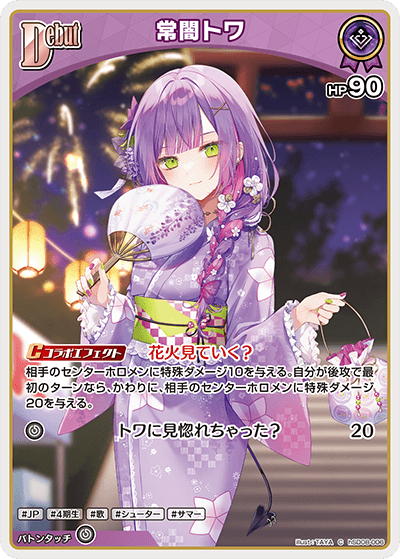 Debut
常闇トワ
HP 90
コラボエフェクト 花火見ていく?
相手のセンターホロメンに特殊ダメージ10を与える。自分が後攻で最
初のターンなら、かわりに、相手のセンターホロメンに特殊ダメージ
20を与える。
トワに見惚れちゃった? 20
#JP #4期生 #歌 #シューター #サマー
バトンタッチ
illust: TAYA C hSD08-006